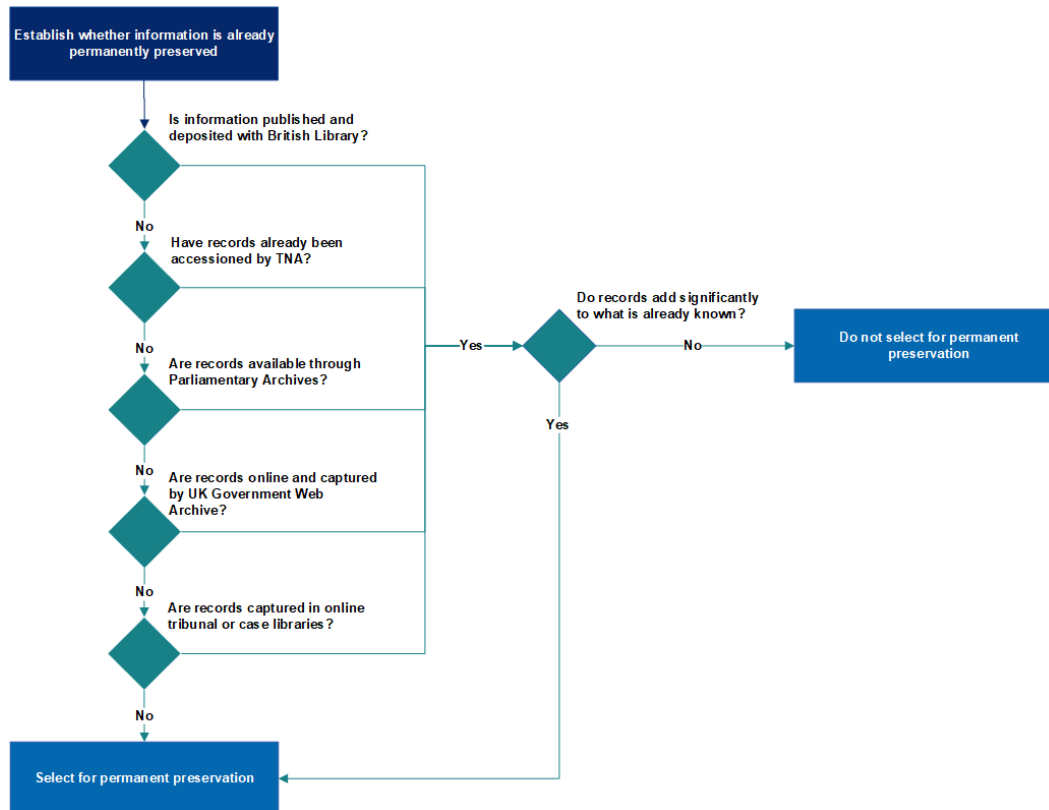 Establish whether information is already
permanently preserved
Is information published and
deposited with British Library?
No
Have records already been
accessioned by TNA?
No
Are records available through
Parliamentary Archives?
No
Are records online and captured
by UK Government Web
Archive?
No
Are records captured in online
tribunal or case libraries?
No
Select for permanent preservation
Yes
Do records add significantly
to what is already known?
No
Do not select for permanent
preservation
Yes